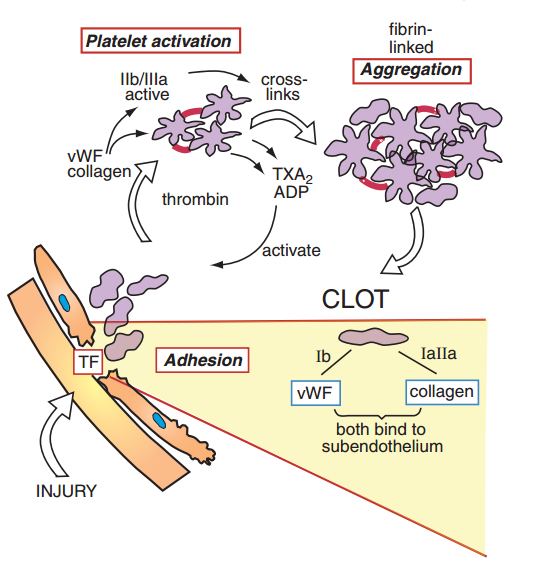 fibrin-
linked
Platelet activation
Aggregation
IIb/IIIa
active
cross-
links
vWF
collagen
TXA2
ADP
thrombin
activate
CLOT
TF
Adhesion
Ib
IaIIa
vWF
collagen
both bind to
subendothelium
INJURY